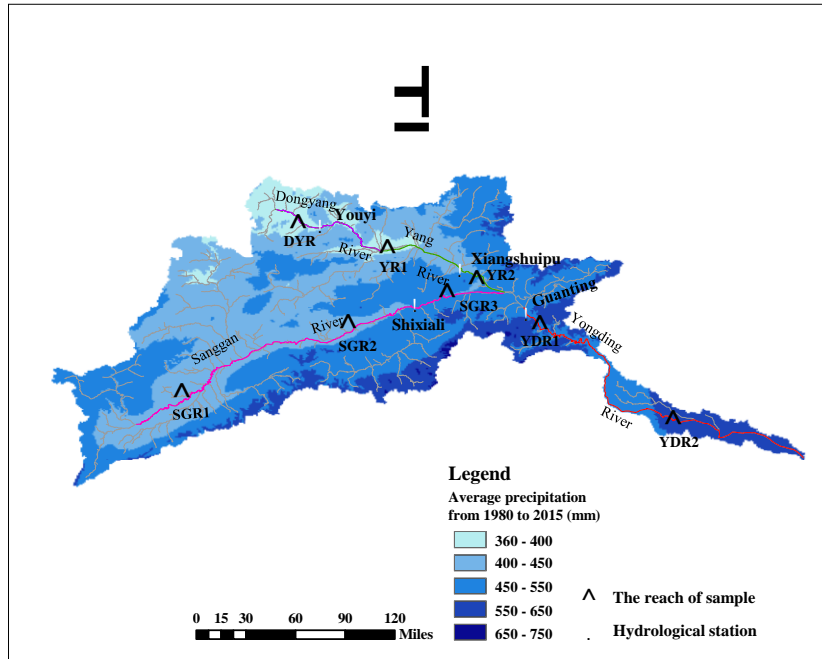 Dongyang
Youyi
DYR
River
Yang
YR1
Xiangshuipu
YR2
River
SGR3
Guanting
Shixiali
River
SGR2
YDR1
Yongding
Sanggan
SGR1
River
YDR2
Legend
Average precipitation
from 1980 to 2015 (mm)
360 - 400
400 - 450
450 - 550
550 - 650
650 - 750
The reach of sample
Hydrological station
0 15 30 60 90 120
Miles